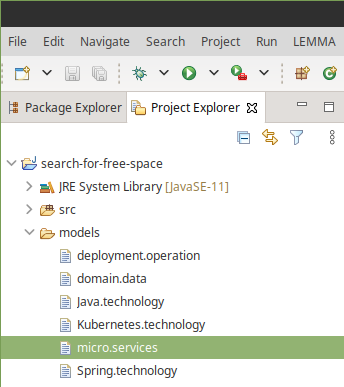 File Ledit Navigate Search Project Run LEMMA
Package Explorer Project Explorer
search-for-free-space
JRE System Library [JavaSE-11]
src
models
deployment.operation
domain.data
Java.technology
Kubernetes.technology
micro.services
Spring.technology